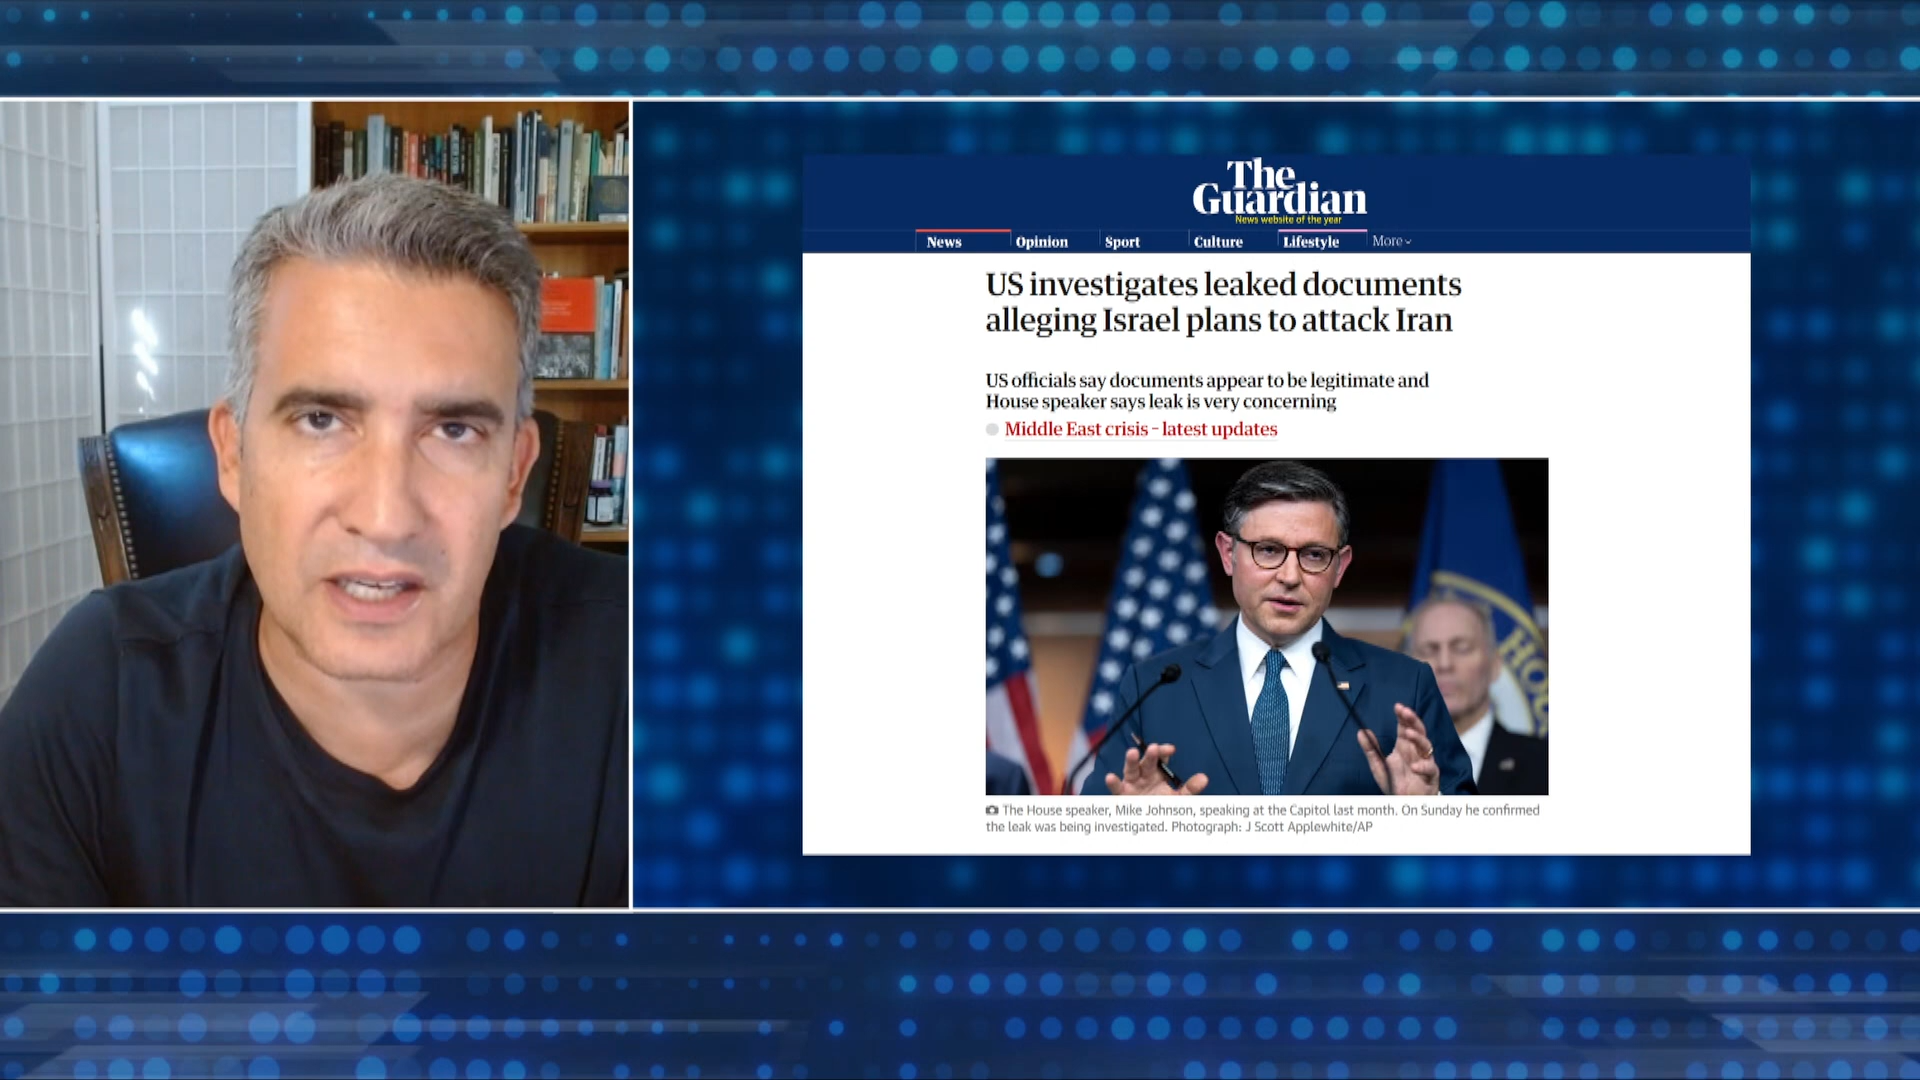 The
Guardian
News website of the year
News
Opinion
Sport
Culture
Lifestyle
More
US investigates leaked documents
alleging Israel plans to attack Iran
US officials say documents appear to be legitimate and
House speaker says leak is very concerning
Middle East crisis – latest updates
HOU
The House speaker, Mike Johnson, speaking at the Capitol last month. On Sunday he confirmed
the leak was being investigated. Photograph: J Scott Applewhite/AP